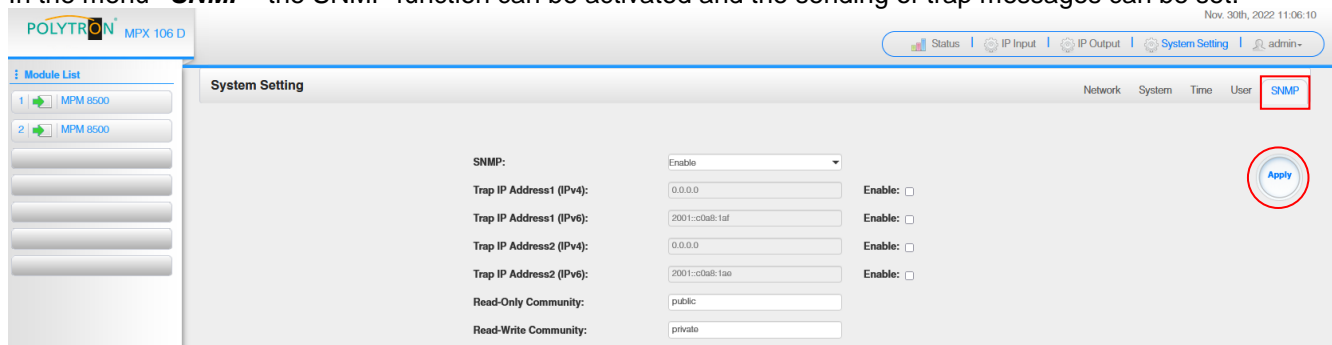 In the menu "SNMP" the SNMP function can be activated and the sending of trap messages can be set.
Nov. 30th, 2022 11:06:10
POLYTRON MPX 106 D
Status | IP Input | IP Output | System Setting | admin
Module List
System Setting
Network System Time User SNMP
1 MPM 8500
2 MPM 8500
SNMP: Enable
Apply
Trap IP Address1 (IPv4): 0.0.0.0 Enable:
Trap IP Address1 (IPv6): 2001::c0a8:1af Enable:
Trap IP Address2 (IPv4): 0.0.0.0 Enable:
Trap IP Address2 (IPv6): 2001::c0a8:1ae Enable:
Read-Only Community: public
Read-Write Community: private